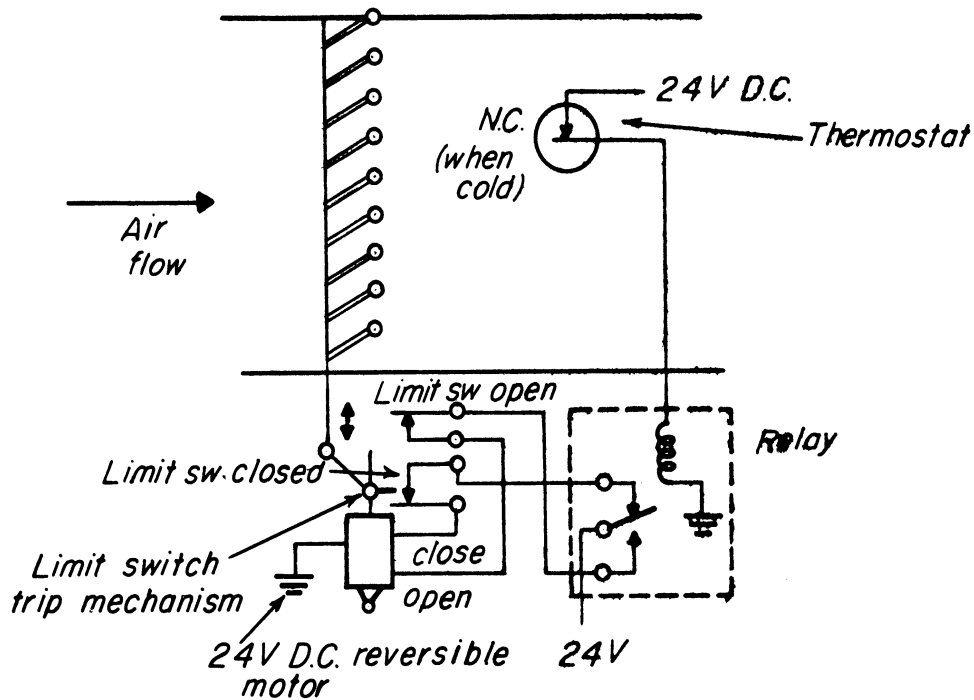 24V D.C.
N.C.
(when
cold)
Thermostat
Air
flow
Limit sw open
Relay
Limit sw. closed
close
Limit switch
trip mechanism
open
24V D.C. reversible
motor
24V